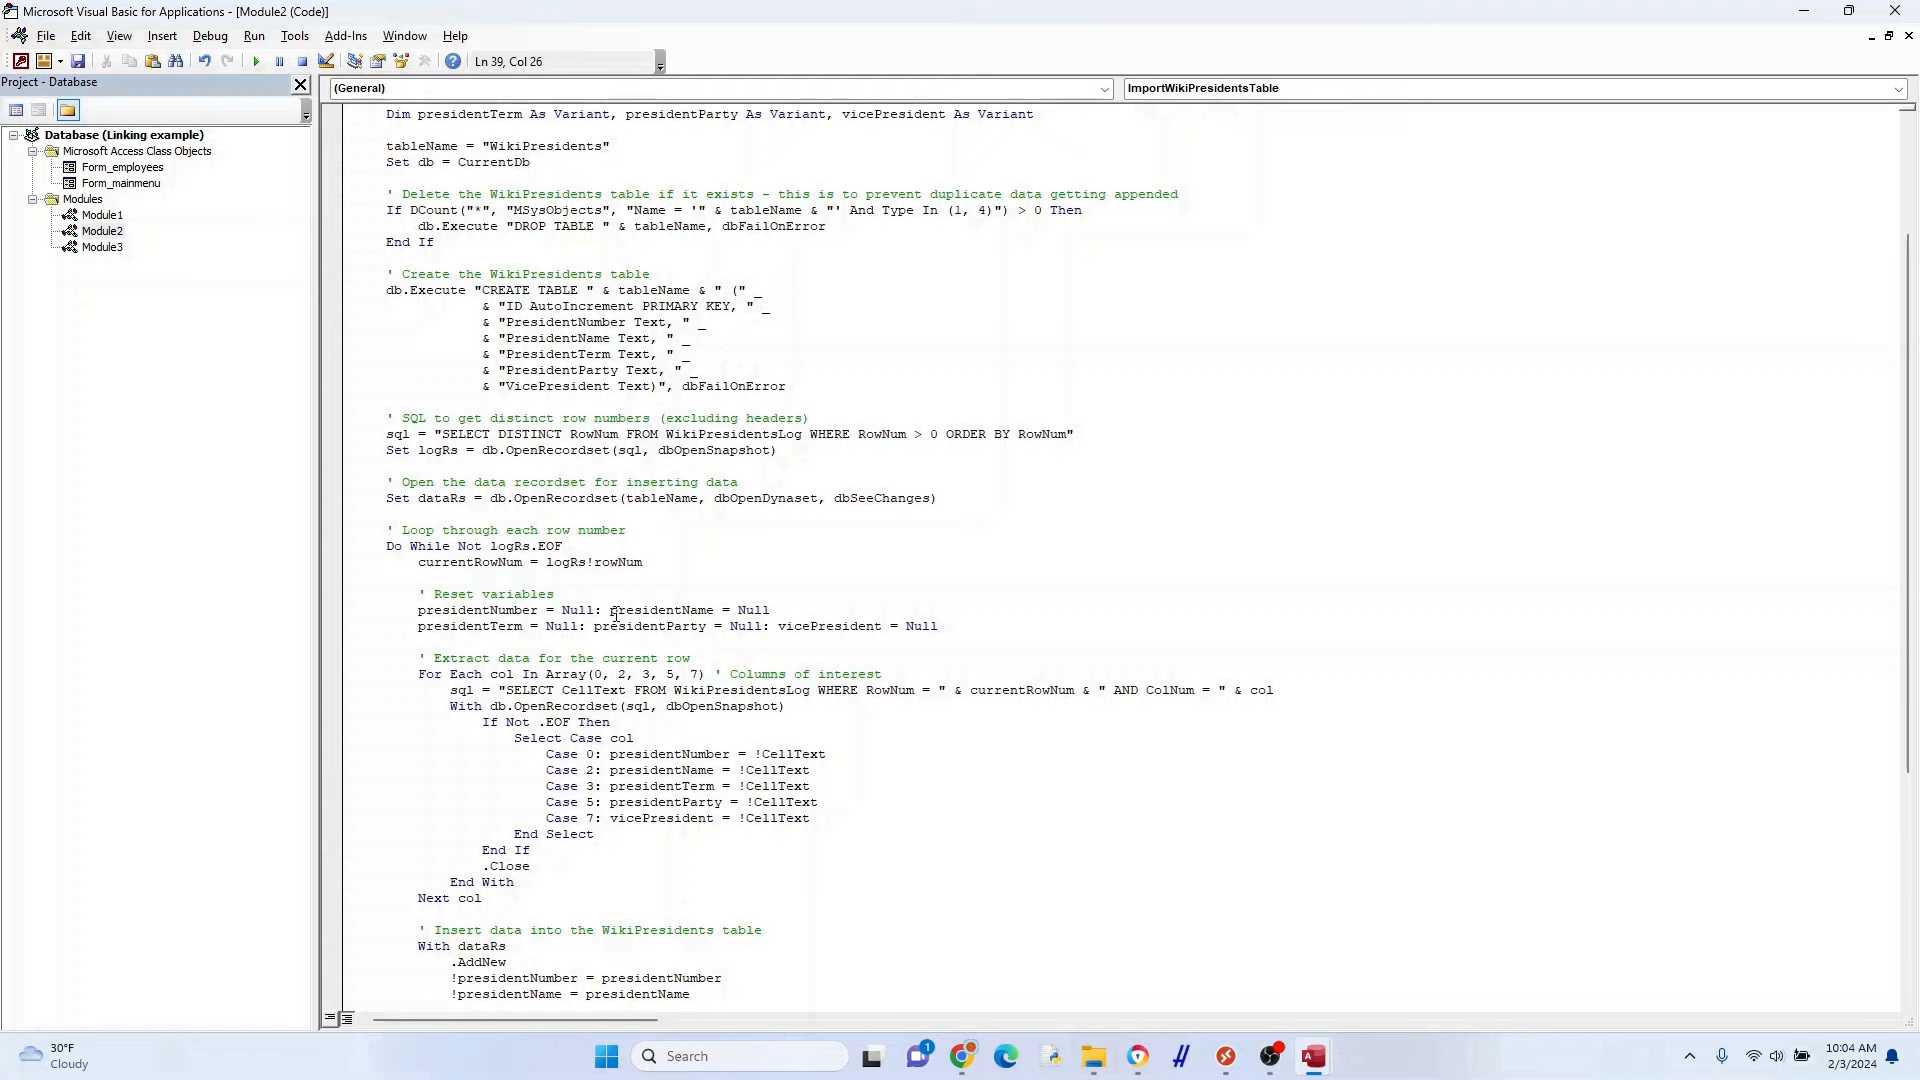 Microsoft Visual Basic for Applications - [Module2 (Code)]
File Edit View Insert Debug Run Tools Add-Ins Window Help
Ln 39, Col 26
Project - Database
(General)
ImportWikiPresidentsTable
Database (Linking example)
Microsoft Access Class Objects
Form_employees
Form_mainmenu
Modules
Module1
Module2
Module3
Dim presidentTerm As Variant, presidentParty As Variant, vicePresident As Variant
tableName = "WikiPresidents"
Set db = CurrentDb
' Delete the WikiPresidents table if it exists - this is to prevent duplicate data getting appended
If DCount("*", "MSysObjects", "Name = '" & tableName & "' And Type In (1, 4)") > 0 Then
db.Execute "DROP TABLE " & tableName, dbFailOnError
End If
' Create the WikiPresidents table
db.Execute "CREATE TABLE " & tableName & " (" _
& "ID AutoIncrement PRIMARY KEY, " _
& "PresidentNumber Text, " _
& "PresidentName Text, " _
& "PresidentTerm Text, " _
& "PresidentParty Text, " _
& "VicePresident Text)", dbFailOnError
' SQL to get distinct row numbers (excluding headers)
sql = "SELECT DISTINCT RowNum FROM WikiPresidentsLog WHERE RowNum > 0 ORDER BY RowNum"
Set logRs = db.OpenRecordset(sql, dbOpenSnapshot)
' Open the data recordset for inserting data
Set dataRs = db.OpenRecordset(tableName, dbOpenDynaset, dbSeeChanges)
' Loop through each row number
Do While Not logRs.EOF
currentRowNum = logRs!rowNum
' Reset variables
presidentNumber = Null: presidentName = Null
presidentTerm = Null: presidentParty = Null: vicePresident = Null
' Extract data for the current row
For Each col In Array(0, 2, 3, 5, 7) ' Columns of interest
sql = "SELECT CellText FROM WikiPresidentsLog WHERE RowNum = " & currentRowNum & " AND ColNum = " & col
With db.OpenRecordset(sql, dbOpenSnapshot)
If Not .EOF Then
Select Case col
Case 0: presidentNumber = !CellText
Case 2: presidentName = !CellText
Case 3: presidentTerm = !CellText
Case 5: presidentParty = !CellText
Case 7: vicePresident = !CellText
End Select
End If
.Close
End With
Next col
' Insert data into the WikiPresidents table
With dataRs
.AddNew
!presidentNumber = presidentNumber
!presidentName = presidentName
30°F
Cloudy
Search
1
10:04 AM
2/3/2024